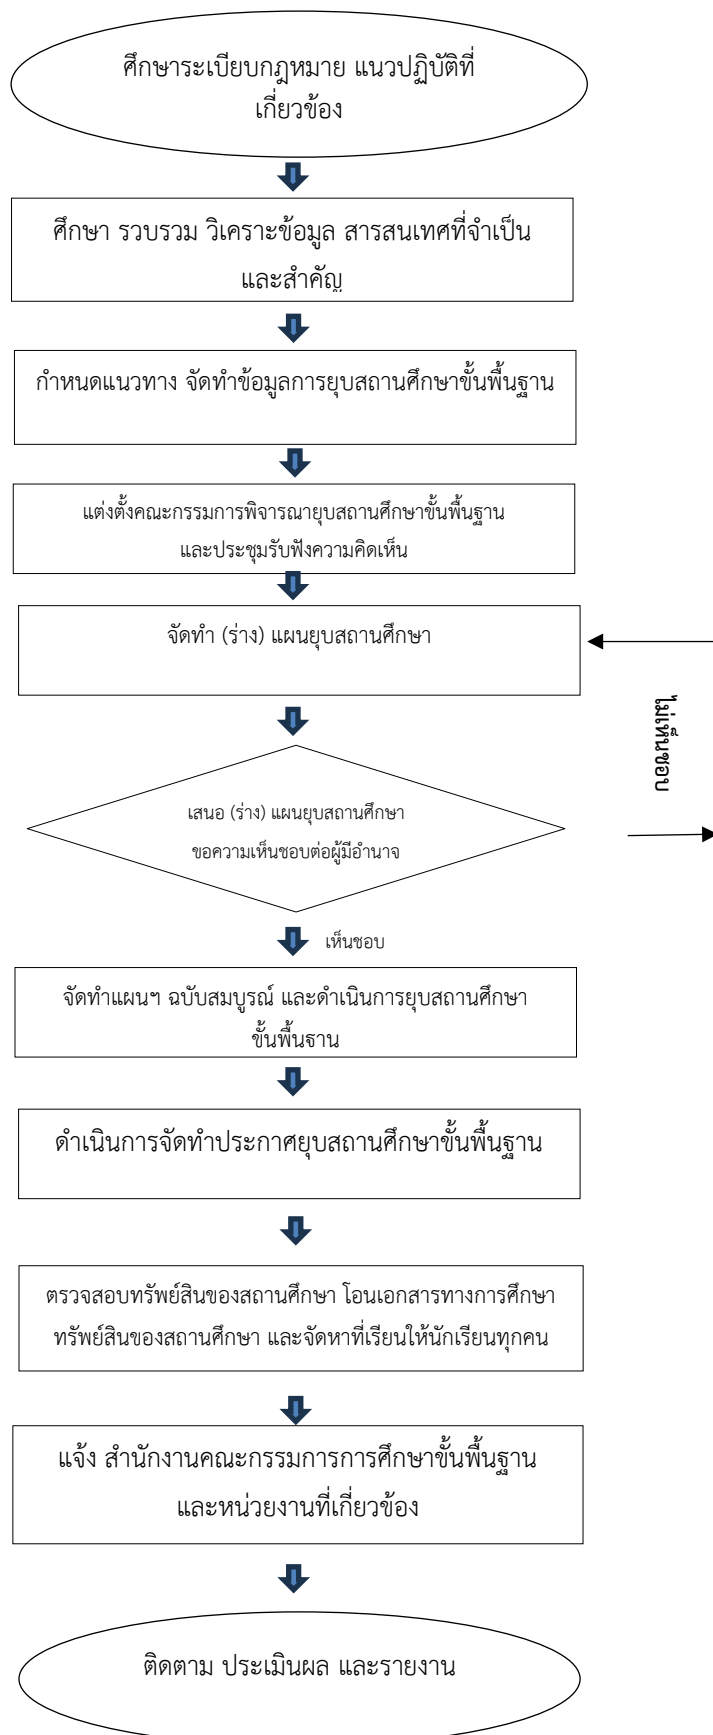 ศึกษาระเบียบกฎหมาย แนวปฏิบัติที่
เกี่ยวข้อง
ศึกษา รวบรวม วิเคราะข้อมูล สารสนเทศที่จำเป็น
และสำคัญ
กำหนดแนวทาง จัดทำข้อมูลการยุบสถานศึกษาขั้นพื้นฐาน
แต่งตั้งคณะกรรมการพิจารณายุบสถานศึกษาขั้นพื้นฐาน
และประชุมรับฟังความคิดเห็น
จัดทำ (ร่าง) แผนยุบสถานศึกษา
ไม่เห็นชอบ
เสนอ (ร่าง) แผนยุบสถานศึกษา
ขอความเห็นชอบต่อผู้มีอำนาจ
เห็นชอบ
จัดทำแผนฯ ฉบับสมบูรณ์ และดำเนินการยุบสถานศึกษา
ขั้นพื้นฐาน
ดำเนินการจัดทำประกาศยุบสถานศึกษาขั้นพื้นฐาน
ตรวจสอบทรัพย์สินของสถานศึกษา โอนเอกสารทางการศึกษา
ทรัพย์สินของสถานศึกษา และจัดหาที่เรียนให้นักเรียนทุกคน
แจ้ง สำนักงานคณะกรรมการการศึกษาขั้นพื้นฐาน
และหน่วยงานที่เกี่ยวข้อง
ติดตาม ประเมินผล และรายงาน